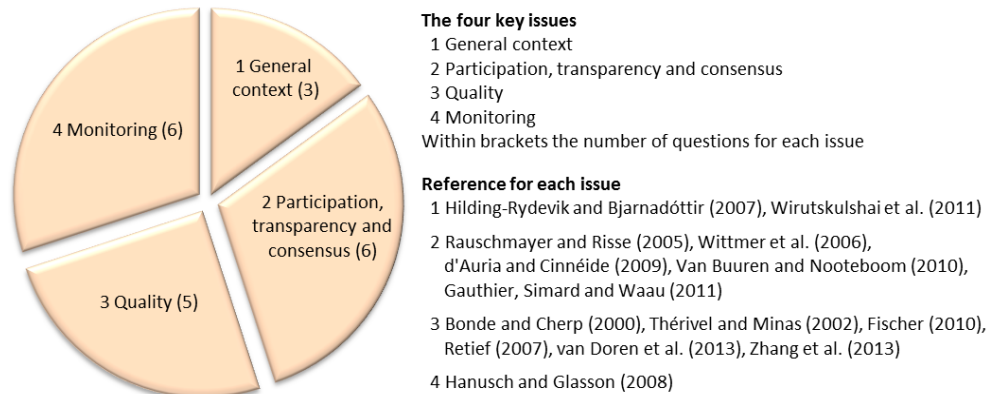 1 General
context (3)
2 Participation,
transparency and
consensus (6)
3 Quality (5)
4 Monitoring (6)
The four key issues
1 General context
2 Participation, transparency and consensus
3 Quality
4 Monitoring
Within brackets the number of questions for each issue
Reference for each issue
1 Hilding-Rydevik and Bjarnadóttir (2007), Wirutskulshai et al. (2011)
2 Rauschmayer and Risse (2005), Wittmer et al. (2006),
d'Auria and Cinnéide (2009), Van Buuren and Nooteboom (2010),
Gauthier, Simard and Waau (2011)
3 Bonde and Cherp (2000), Thérivel and Minas (2002), Fischer (2010),
Retief (2007), van Doren et al. (2013), Zhang et al. (2013)
4 Hanusch and Glasson (2008)